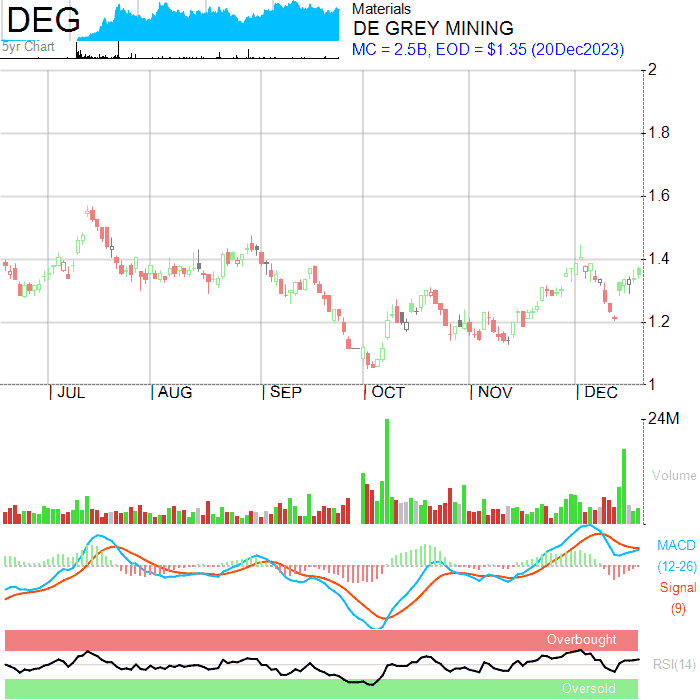 DEG
5yr Chart
Materials
DE GREY MINING
MC = 2.5B, EOD = $1.35 (20Dec2023)
2
1.8
1.6
1.4
1.2
1
JUL AUG SEP OCT NOV DEC
24M
Volume
MACD
(12-26)
Signal
(9)
Overbought
RSI(14)
Oversold